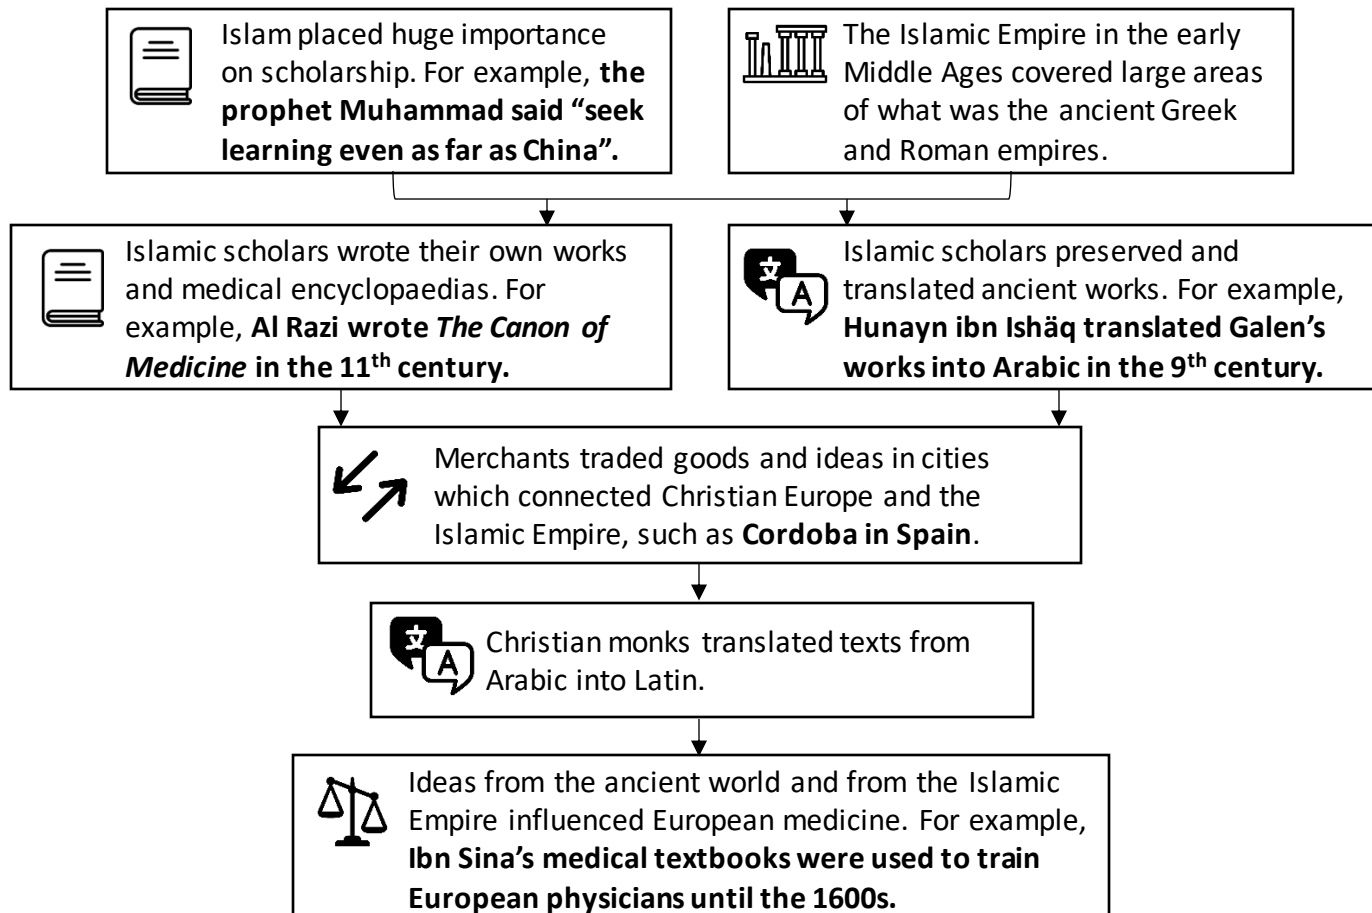 Islam placed huge importance
on scholarship. For example, the
prophet Muhammad said “seek
learning even as far as China”.
The Islamic Empire in the early
Middle Ages covered large areas
of what was the ancient Greek
and Roman empires.
Islamic scholars wrote their own works
and medical encyclopaedias. For
example, Al Razi wrote The Canon of
Medicine in the 11th century.
文
A
Islamic scholars preserved and
translated ancient works. For example,
Hunayn ibn Ishäq translated Galen’s
works into Arabic in the 9th century.
Merchants traded goods and ideas in cities
which connected Christian Europe and the
Islamic Empire, such as Cordoba in Spain.
文
A
Christian monks translated texts from
Arabic into Latin.
Ideas from the ancient world and from the Islamic
Empire influenced European medicine. For example,
Ibn Sina’s medical textbooks were used to train
European physicians until the 1600s.